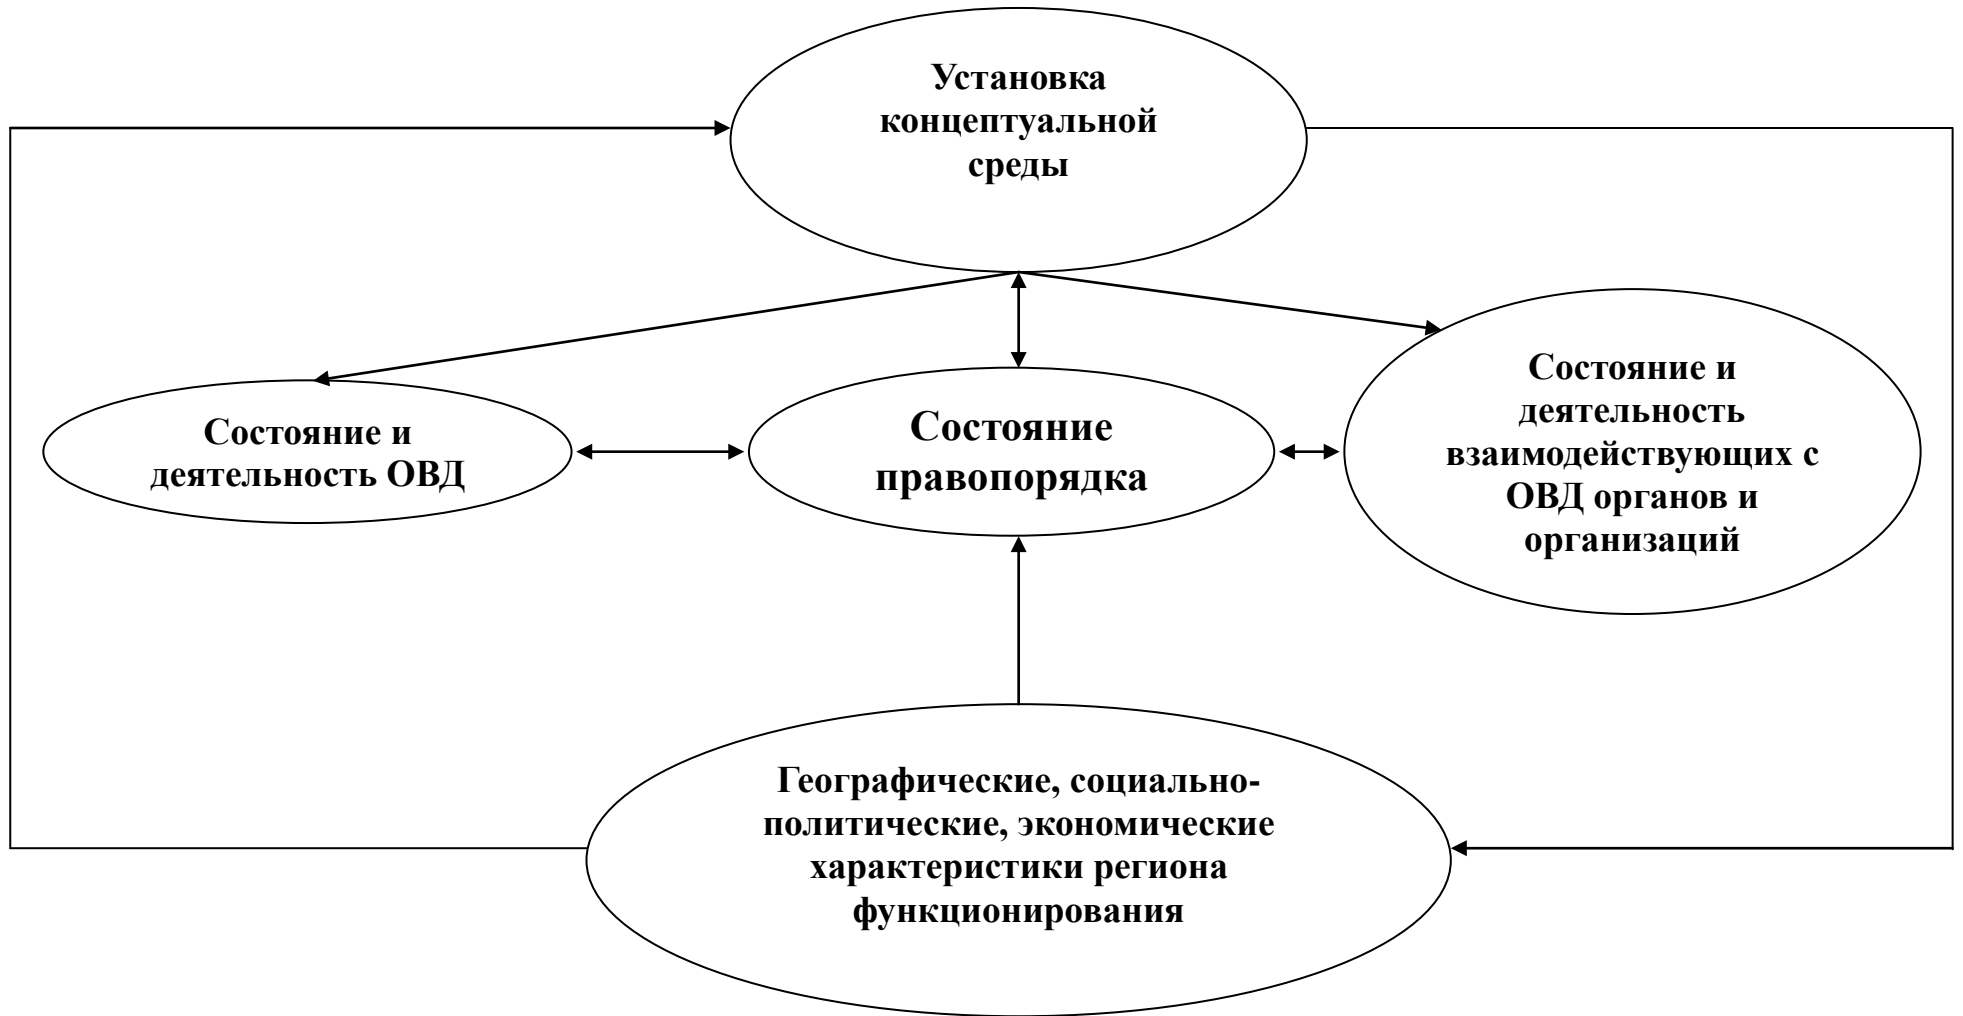 Установка
концептуальной
среды
Состояние и
деятельность ОВД
Состояние
правопорядка
Состояние и
деятельность
взаимодействующих с
ОВД органов и
организаций
Географические, социально-
политические, экономические
характеристики региона
функционирования